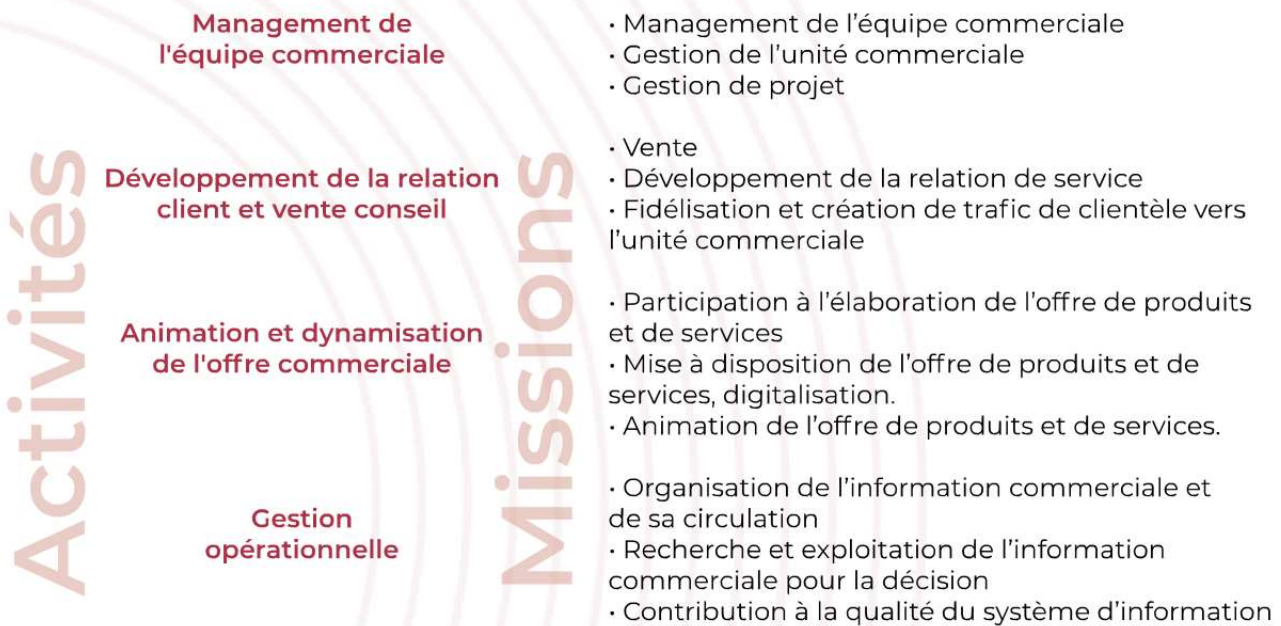 Activités
Missions
Management de
l'équipe commerciale
• Management de l’équipe commerciale
• Gestion de l’unité commerciale
• Gestion de projet
Développement de la relation
client et vente conseil
• Vente
• Développement de la relation de service
• Fidélisation et création de trafic de clientèle vers
l’unité commerciale
Animation et dynamisation
de l'offre commerciale
• Participation à l’élaboration de l’offre de produits
et de services
• Mise à disposition de l’offre de produits et de
services, digitalisation.
• Animation de l’offre de produits et de services.
Gestion
opérationnelle
• Organisation de l’information commerciale et
de sa circulation
• Recherche et exploitation de l’information
commerciale pour la décision
• Contribution à la qualité du système d’information